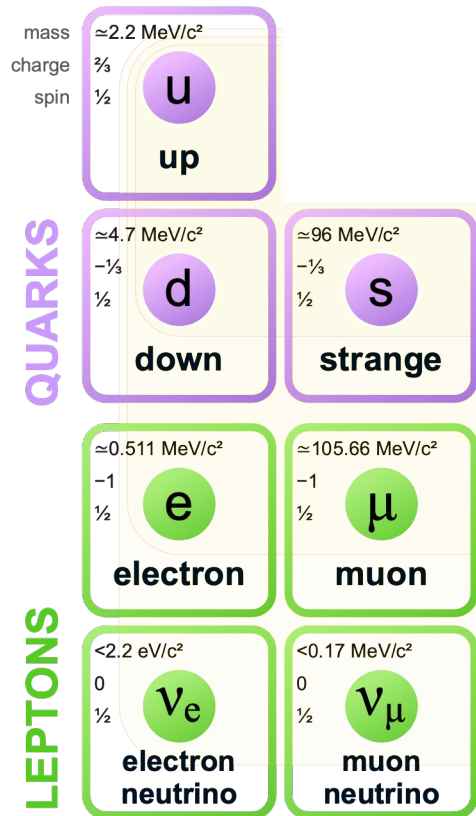 mass
charge
spin
≃2.2 MeV/c²
⅔
½
u
up
QUARKS
≃4.7 MeV/c²
−⅓
½
d
down
≃96 MeV/c²
−⅓
½
s
strange
≃0.511 MeV/c²
−1
½
e
electron
≃105.66 MeV/c²
−1
½
μ
muon
LEPTONS
<2.2 eV/c²
0
½
νe
electron
neutrino
<0.17 MeV/c²
0
½
νμ
muon
neutrino